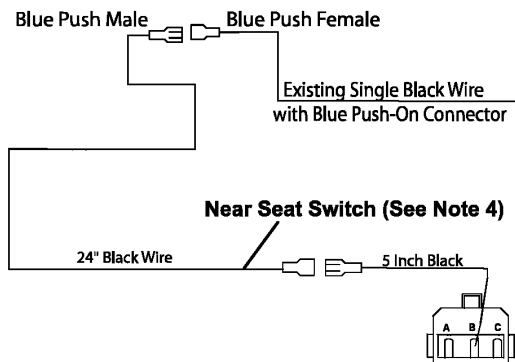 Blue Push Male
Blue Push Female
Existing Single Black Wire
with Blue Push-On Connector
Near Seat Switch (See Note 4)
24" Black Wire
5 Inch Black
A B C